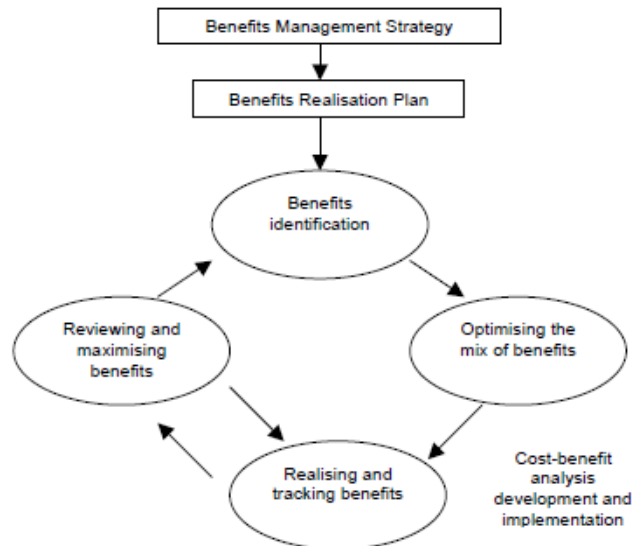 Benefits Management Strategy
Benefits Realisation Plan
Benefits
identification
Reviewing and
maximising
benefits
Optimising the
mix of benefits
Realising and
tracking benefits
Cost-benefit
analysis
development and
implementation